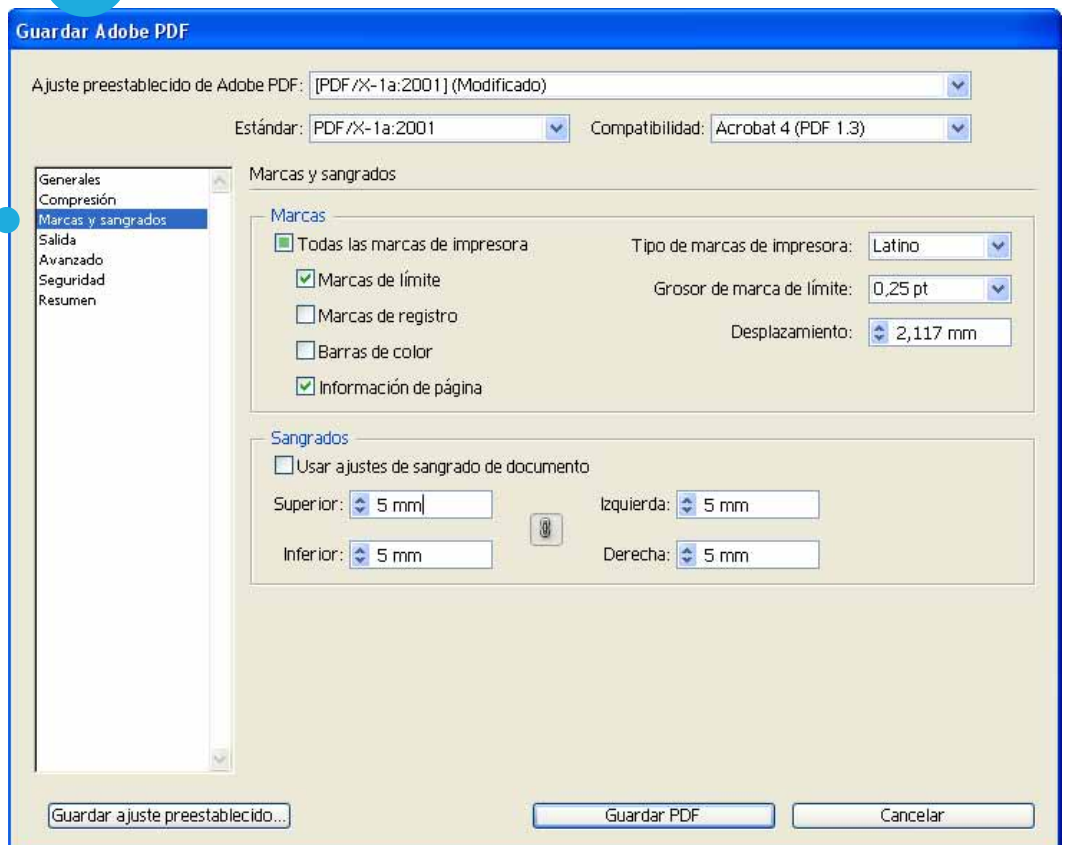 Guardar Adobe PDF
Ajuste preestablecido de Adobe PDF: [PDF/X-1a:2001] (Modificado)
Estándar: PDF/X-1a:2001 Compatibilidad: Acrobat 4 (PDF 1.3)
Generales
Compresión
Marcas y sangrados
Salida
Avanzado
Seguridad
Resumen
Marcas y sangrados
Marcas
Todas las marcas de impresora
Marcas de límite
Marcas de registro
Barras de color
Información de página
Tipo de marcas de impresora: Latino
Grosor de marca de límite: 0,25 pt
Desplazamiento: 2,117 mm
Sangrados
Usar ajustes de sangrado de documento
Superior: 5 mm Izquierda: 5 mm
Inferior: 5 mm Derecha: 5 mm
Guardar ajuste preestablecido... Guardar PDF Cancelar